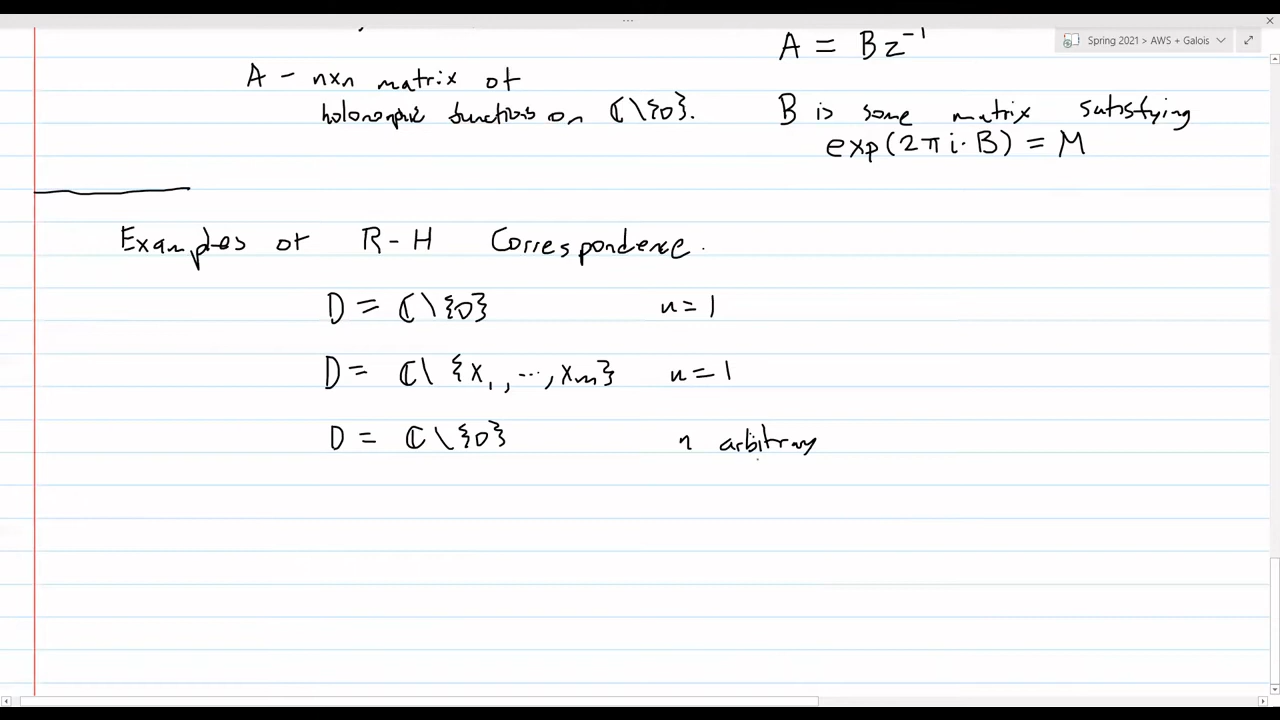 A = Bz⁻¹
Spring 2021 > AWS + Galois
A - n×n matrix of
holomorphic functions on ℂ\{0}.
B is some matrix satisfying
exp(2πi·B) = M
Examples of R-H Correspondence.
D = ℂ\{0} n=1
D = ℂ\{x₁,...,xₘ} n=1
D = ℂ\{0} n arbitrary